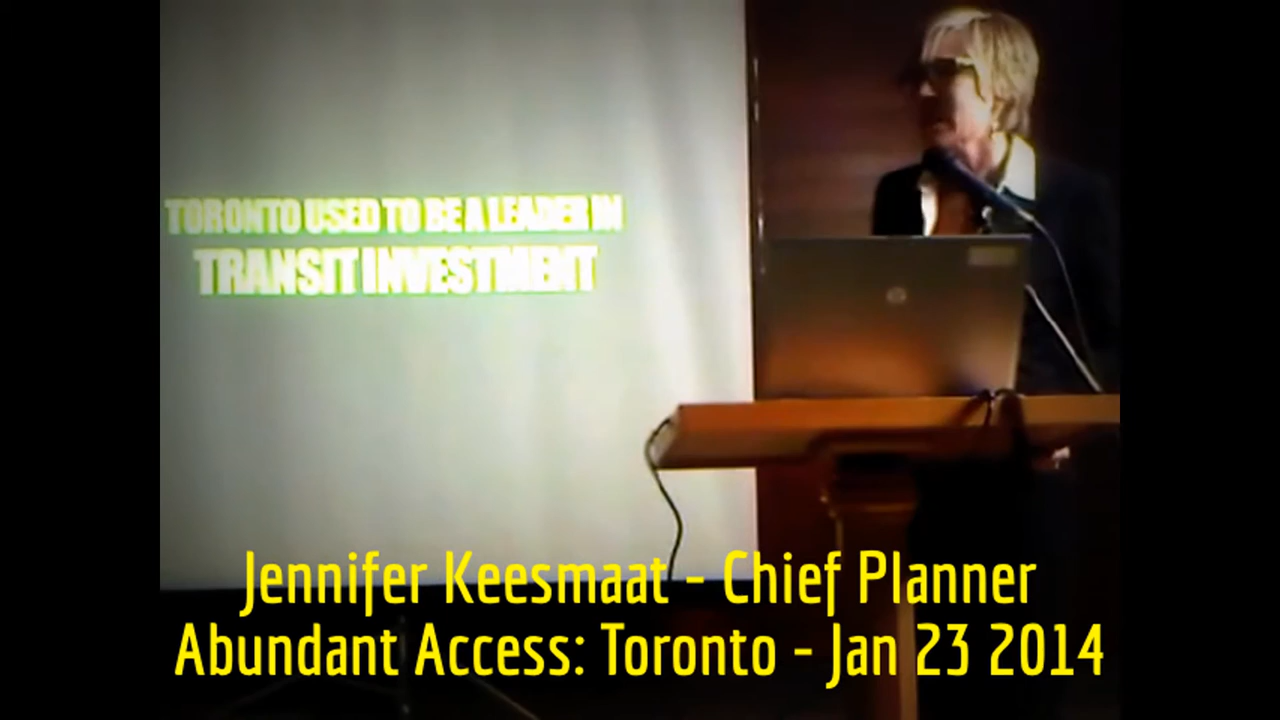 TORONTO USED TO BE A LEADER IN
TRANSIT INVESTMENT
Jennifer Keesmaat - Chief Planner
Abundant Access: Toronto - Jan 23 2014